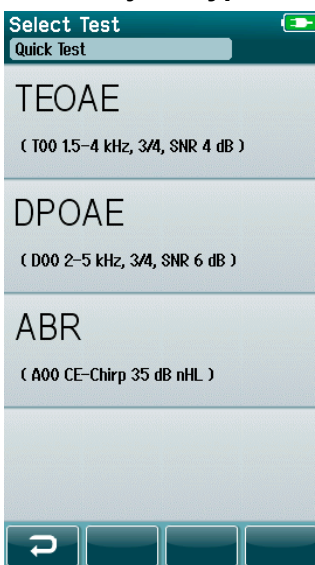 Select Test
Quick Test
TEOAE
( T00 1.5-4 kHz, 3/4, SNR 4 dB )
DPOAE
( D00 2-5 kHz, 3/4, SNR 6 dB )
ABR
( A00 CE-Chirp 35 dB nHL )